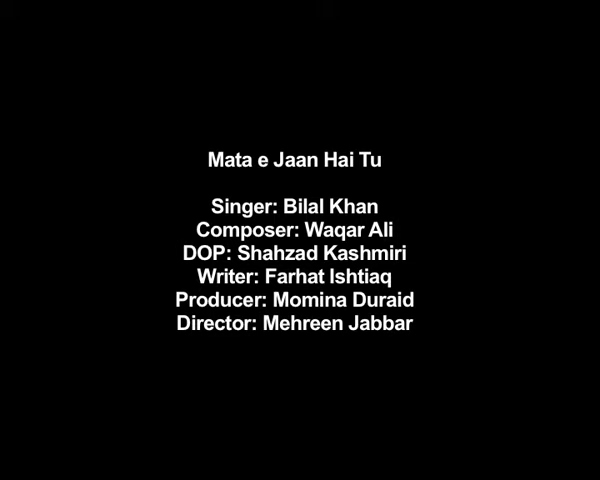 Mata e Jaan Hai Tu
Singer: Bilal Khan
Composer: Waqar Ali
DOP: Shahzad Kashmiri
Writer: Farhat Ishtiaq
Producer: Momina Duraid
Director: Mehreen Jabbar